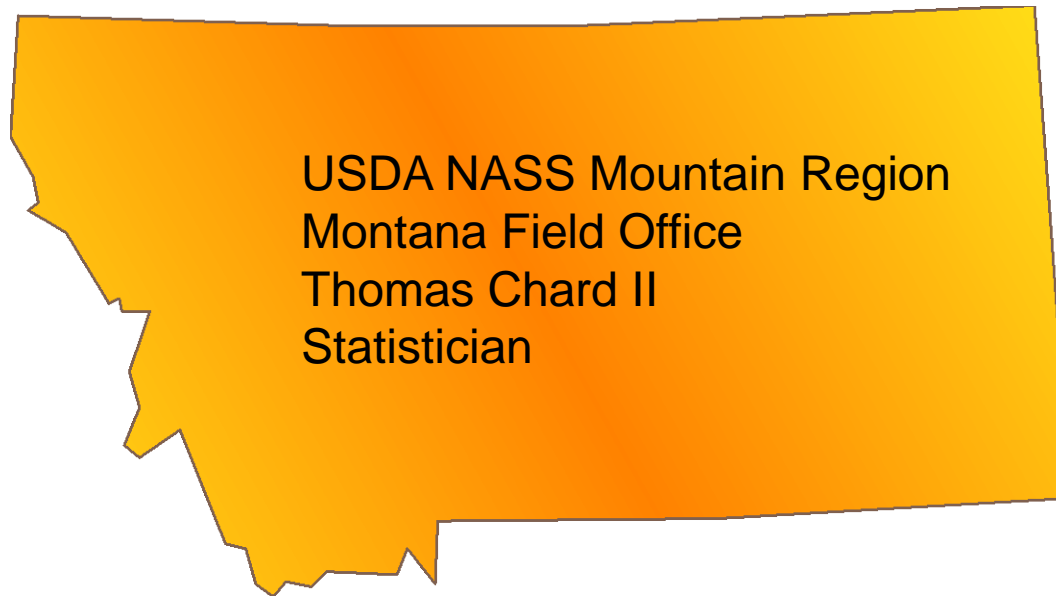 USDA NASS Mountain Region
Montana Field Office
Thomas Chard II
Statistician